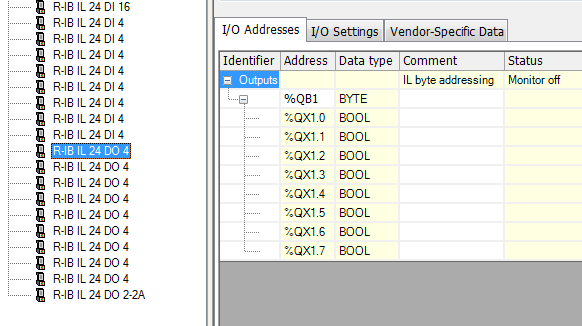 R-IB IL 24 DI 16
R-IB IL 24 DI 4
R-IB IL 24 DI 4
R-IB IL 24 DI 4
R-IB IL 24 DI 4
R-IB IL 24 DI 4
R-IB IL 24 DI 4
R-IB IL 24 DI 4
R-IB IL 24 DI 4
R-IB IL 24 DO 4
R-IB IL 24 DO 4
R-IB IL 24 DO 4
R-IB IL 24 DO 4
R-IB IL 24 DO 4
R-IB IL 24 DO 4
R-IB IL 24 DO 4
R-IB IL 24 DO 4
R-IB IL 24 DO 4
R-IB IL 24 DO 2-2A
I/O Addresses I/O Settings Vendor-Specific Data
Identifier Address Data type Comment Status
Outputs IL byte addressing Monitor off
%QB1 BYTE
%QX1.0 BOOL
%QX1.1 BOOL
%QX1.2 BOOL
%QX1.3 BOOL
%QX1.4 BOOL
%QX1.5 BOOL
%QX1.6 BOOL
%QX1.7 BOOL